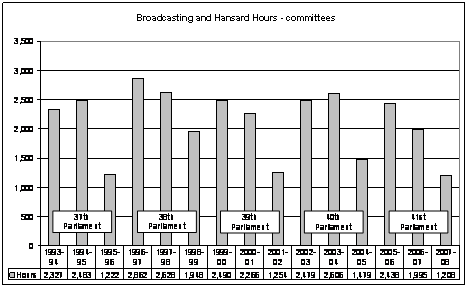 Broadcasting and Hansard Hours - committees
3,500
3,000
2,500
2,000
1,500
1,000
500
0
37th Parliament
38th Parliament
39th Parliament
40th Parliament
41st Parliament
1993-94 1994-95 1995-96 1996-97 1997-98 1998-99 1999-00 2000-01 2001-02 2002-03 2003-04 2004-05 2005-06 2006-07 2007-08
Hours 2,327 2,483 1,222 2,862 2,628 1,948 2,490 2,266 1,254 2,479 2,606 1,479 2,438 1,995 1,208